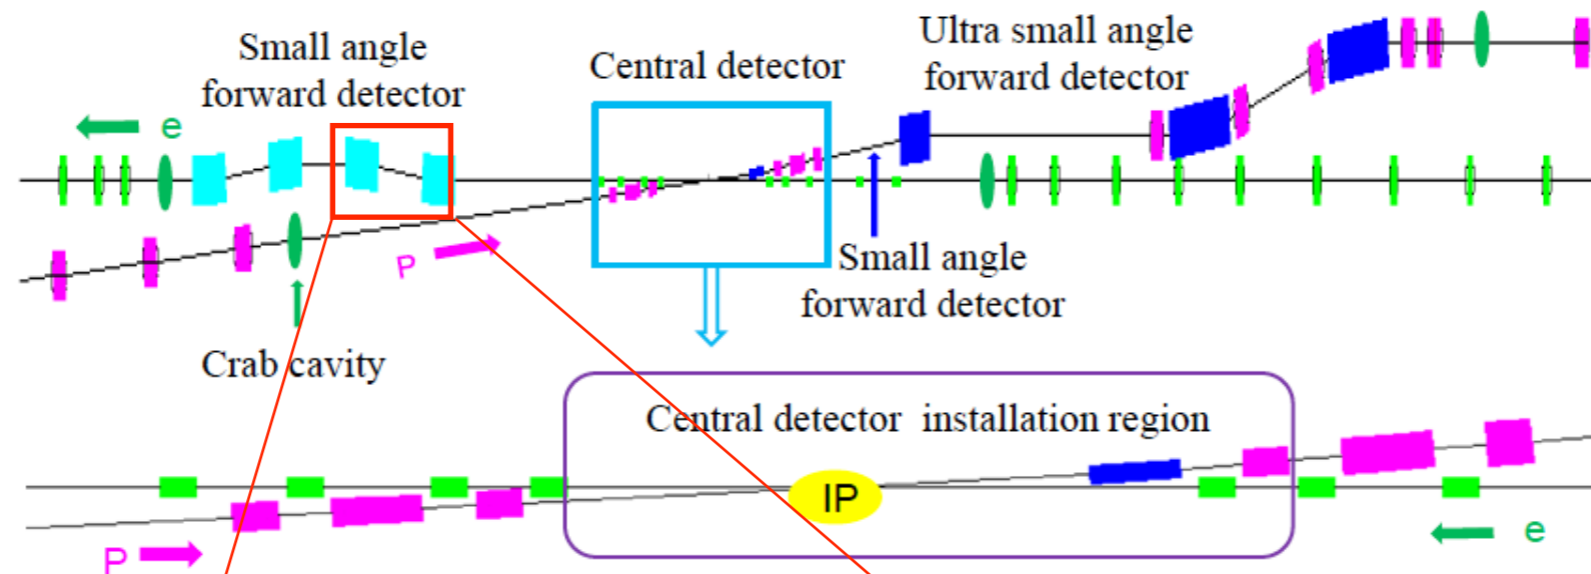 Small angle
forward detector
Central detector
Ultra small angle
forward detector
e
P
Small angle
forward detector
Crab cavity
Central detector installation region
IP
P
e